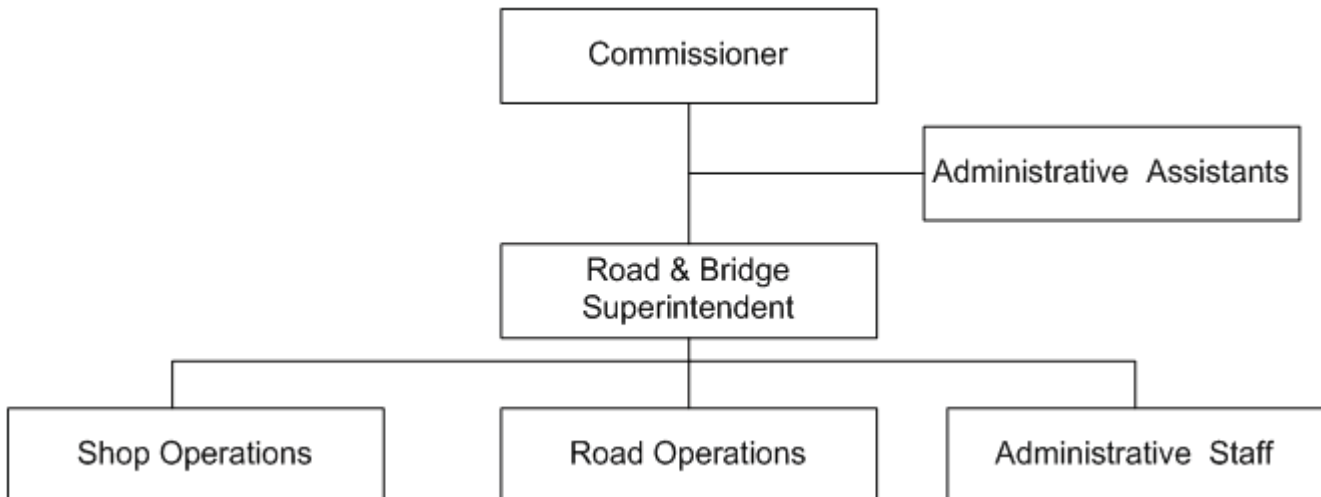 Commissioner
Administrative Assistants
Road & Bridge
Superintendent
Shop Operations
Road Operations
Administrative Staff